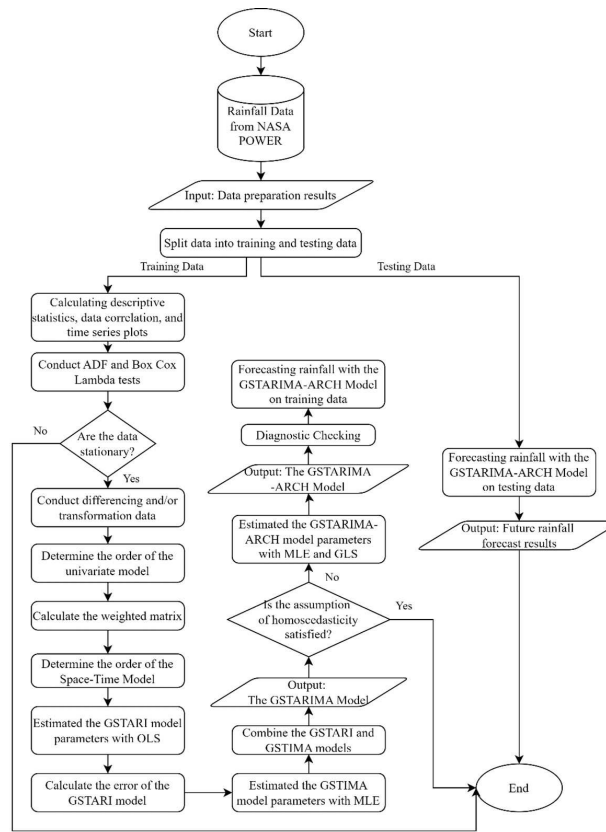 Start
Rainfall Data
from NASA
POWER
Input: Data preparation results
Split data into training and testing data
Training Data
Testing Data
Calculating descriptive
statistics, data correlation, and
time series plots
Conduct ADF and Box Cox
Lambda tests
No
Are the data
stationary?
Yes
Conduct differencing and/or
transformation data
Determine the order of the
univariate model
Calculate the weighted matrix
Determine the order of the
Space-Time Model
Estimated the GSTARI model
parameters with OLS
Calculate the error of the
GSTARI model
Forecasting rainfall with the
GSTARIMA-ARCH Model
on training data
Diagnostic Checking
Output: The GSTARIMA
-ARCH Model
Estimated the GSTARIMA-
ARCH model parameters
with MLE and GLS
No
Is the assumption
of homoscedasticity
satisfied?
Yes
Output:
The GSTARIMA Model
Combine the GSTARI and
GSTIMA models
Estimated the GSTIMA
model parameters with MLE
Forecasting rainfall with the
GSTARIMA-ARCH Model
on testing data
Output: Future rainfall
forecast results
End